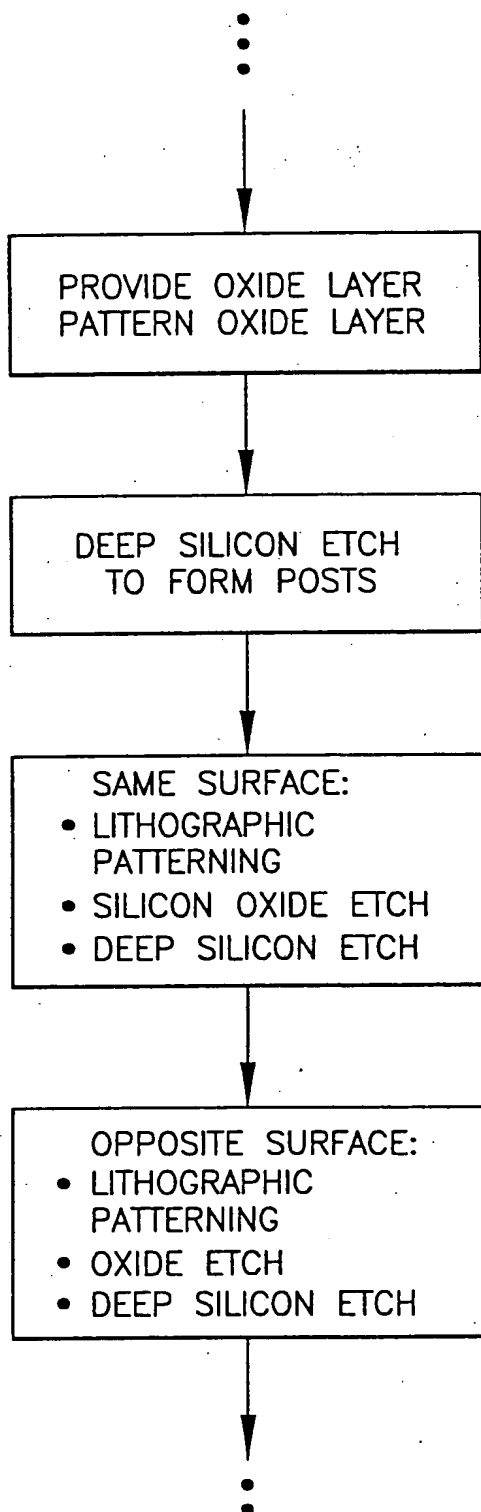 PROVIDE OXIDE LAYER
PATTERN OXIDE LAYER
DEEP SILICON ETCH
TO FORM POSTS
SAME SURFACE:
• LITHOGRAPHIC
PATTERNING
• SILICON OXIDE ETCH
• DEEP SILICON ETCH
OPPOSITE SURFACE:
• LITHOGRAPHIC
PATTERNING
• OXIDE ETCH
• DEEP SILICON ETCH